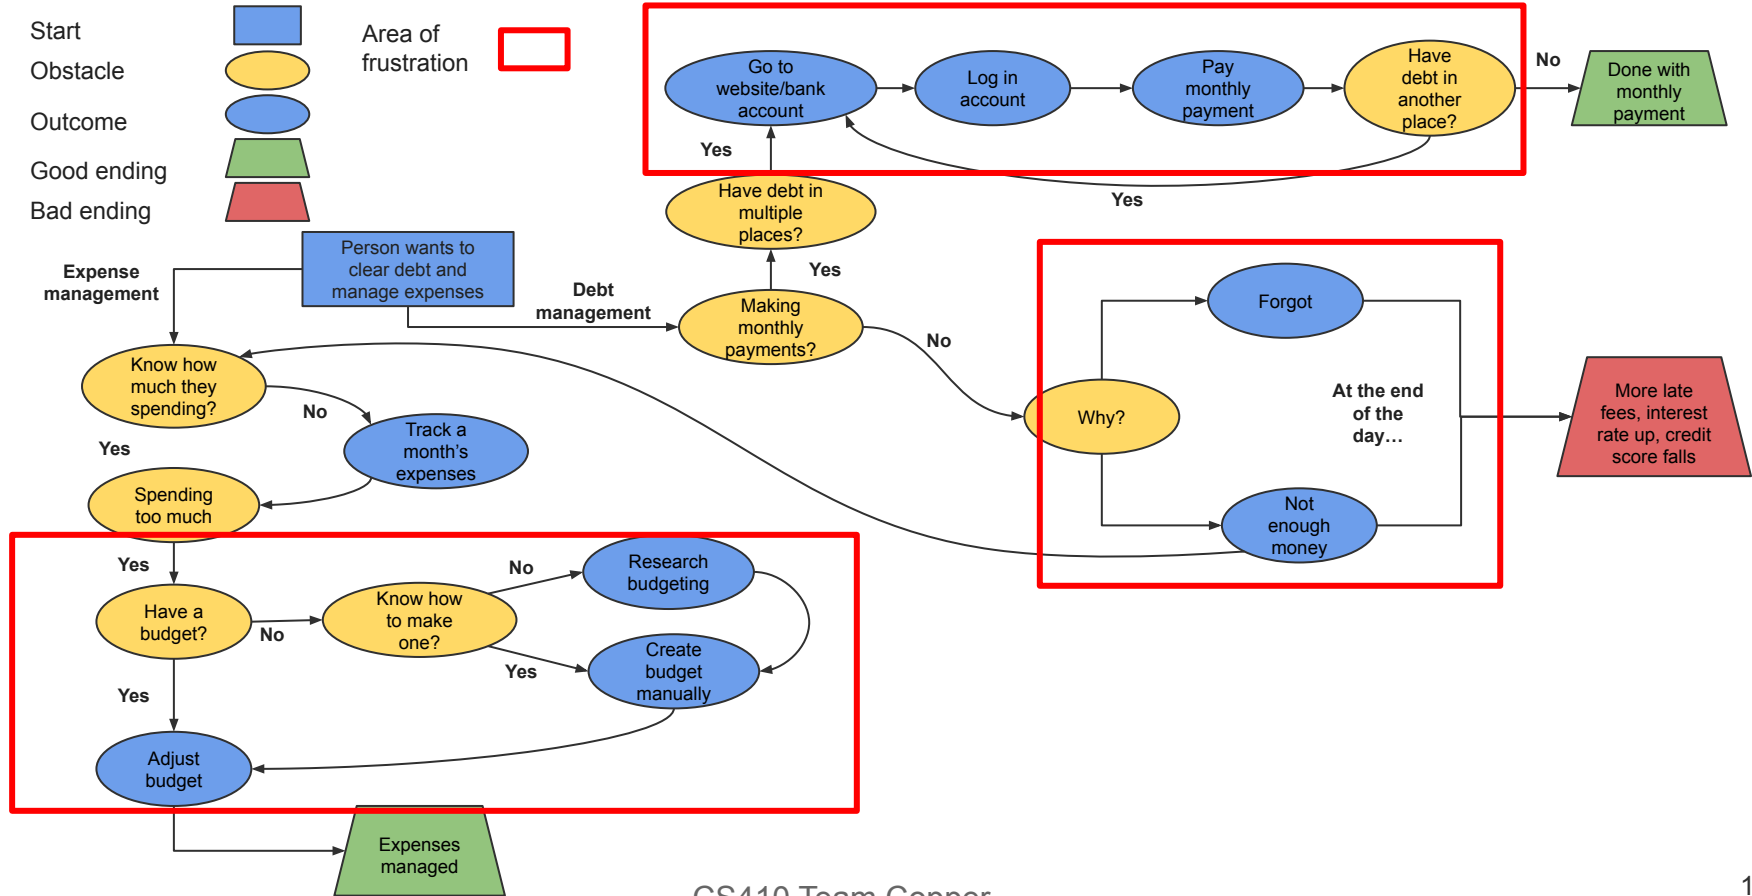 Start
Obstacle
Outcome
Good ending
Bad ending
Area of
frustration
Go to
website/bank
account
Log in
account
Pay
monthly
payment
Have
debt in
another
place?
No
Done with
monthly
payment
Yes
Yes
Have debt in
multiple
places?
Yes
Person wants to
clear debt and
manage expenses
Expense
management
Debt
management
Making
monthly
payments?
No
Forgot
Why?
At the end
of the
day…
Not
enough
money
More late
fees, interest
rate up, credit
score falls
Know how
much they
spending?
No
Yes
Track a
month's
expenses
Spending
too much
Yes
Have a
budget?
No
Know how
to make
one?
No
Research
budgeting
Yes
Create
budget
manually
Yes
Adjust
budget
Expenses
managed
CS410 Team Copper
1